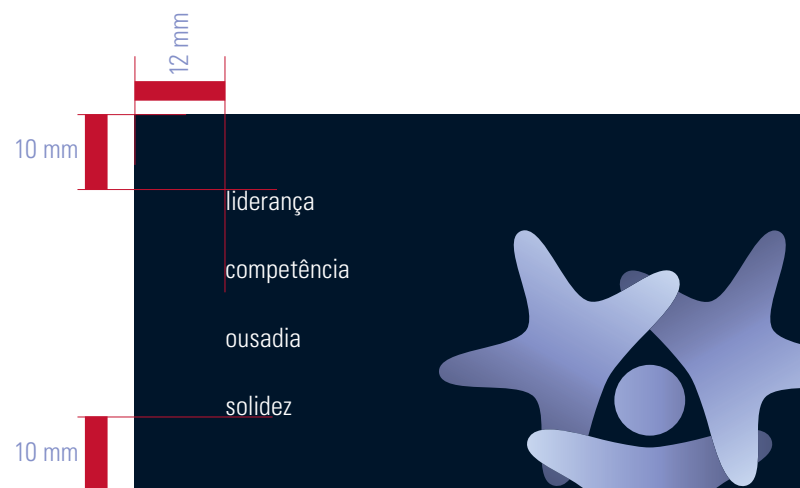 12 mm
10 mm
liderança
competência
ousadia
solidez
10 mm